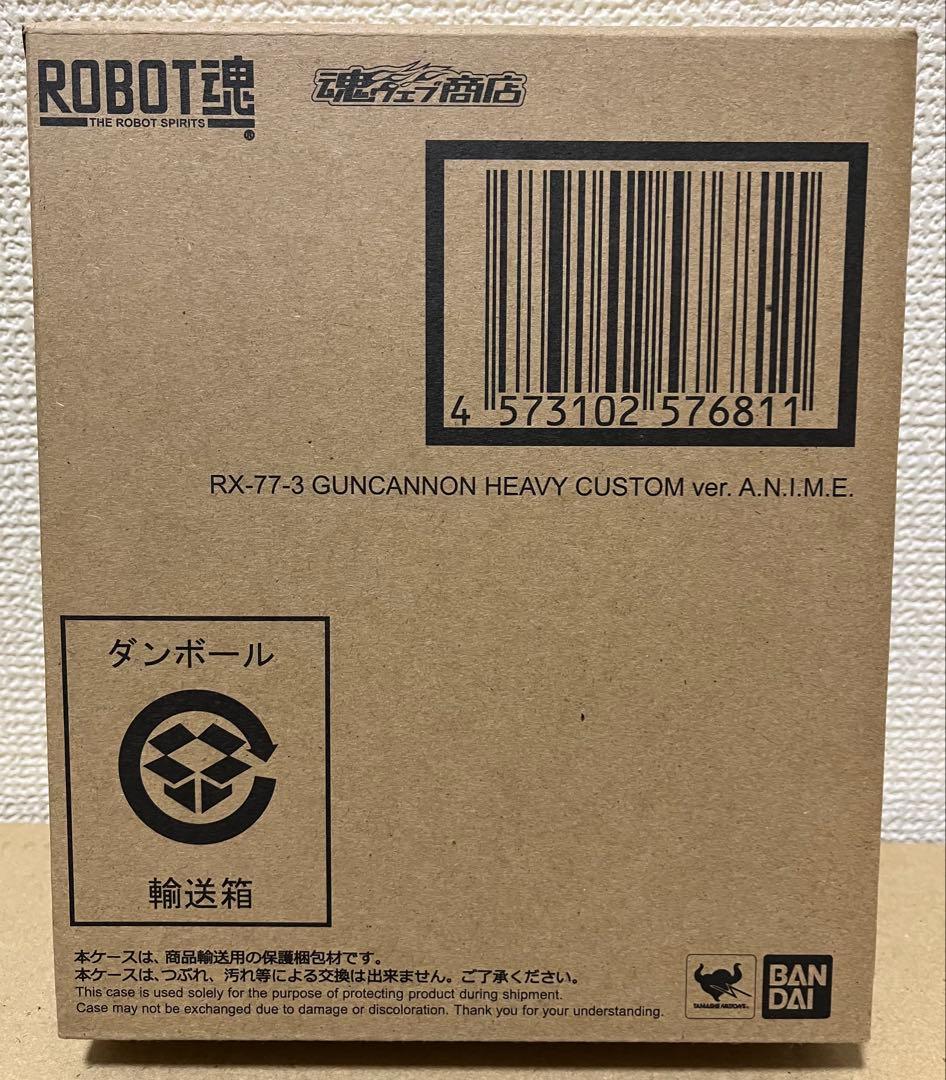 ROBOT魂
THE ROBOT SPIRITS
®
魂ウェブ商店
4 573102 576811
RX-77-3 GUNCANNON HEAVY CUSTOM ver. A.N.I.M.E.
ダンボール
輸送箱
本ケースは、商品輸送用の保護梱包材です。
本ケースは、つぶれ、汚れ等による交換は出来ません。ご了承ください。
This case is used solely for the purpose of protecting product during shipment.
Case may not be exchanged due to damage or discoloration. Thank you for your understanding.
TAMASHII NATIONS
BAN
DAI